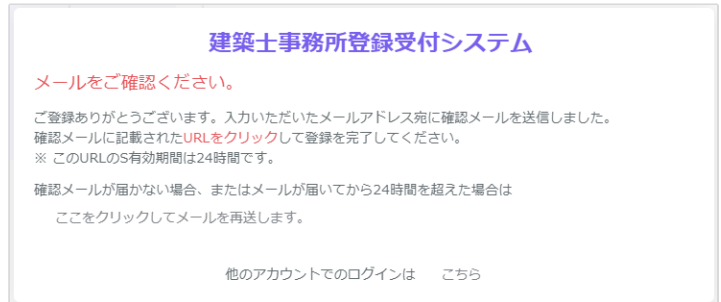 建築士事務所登録受付システム
メールをご確認ください。
ご登録ありがとうございます。入力いただいたメールアドレス宛に確認メールを送信しました。
確認メールに記載されたURLをクリックして登録を完了してください。
※ このURLのS有効期間は24時間です。
確認メールが届かない場合、またはメールが届いてから24時間を超えた場合は
ここをクリックしてメールを再送します。
他のアカウントでのログインは　こちら